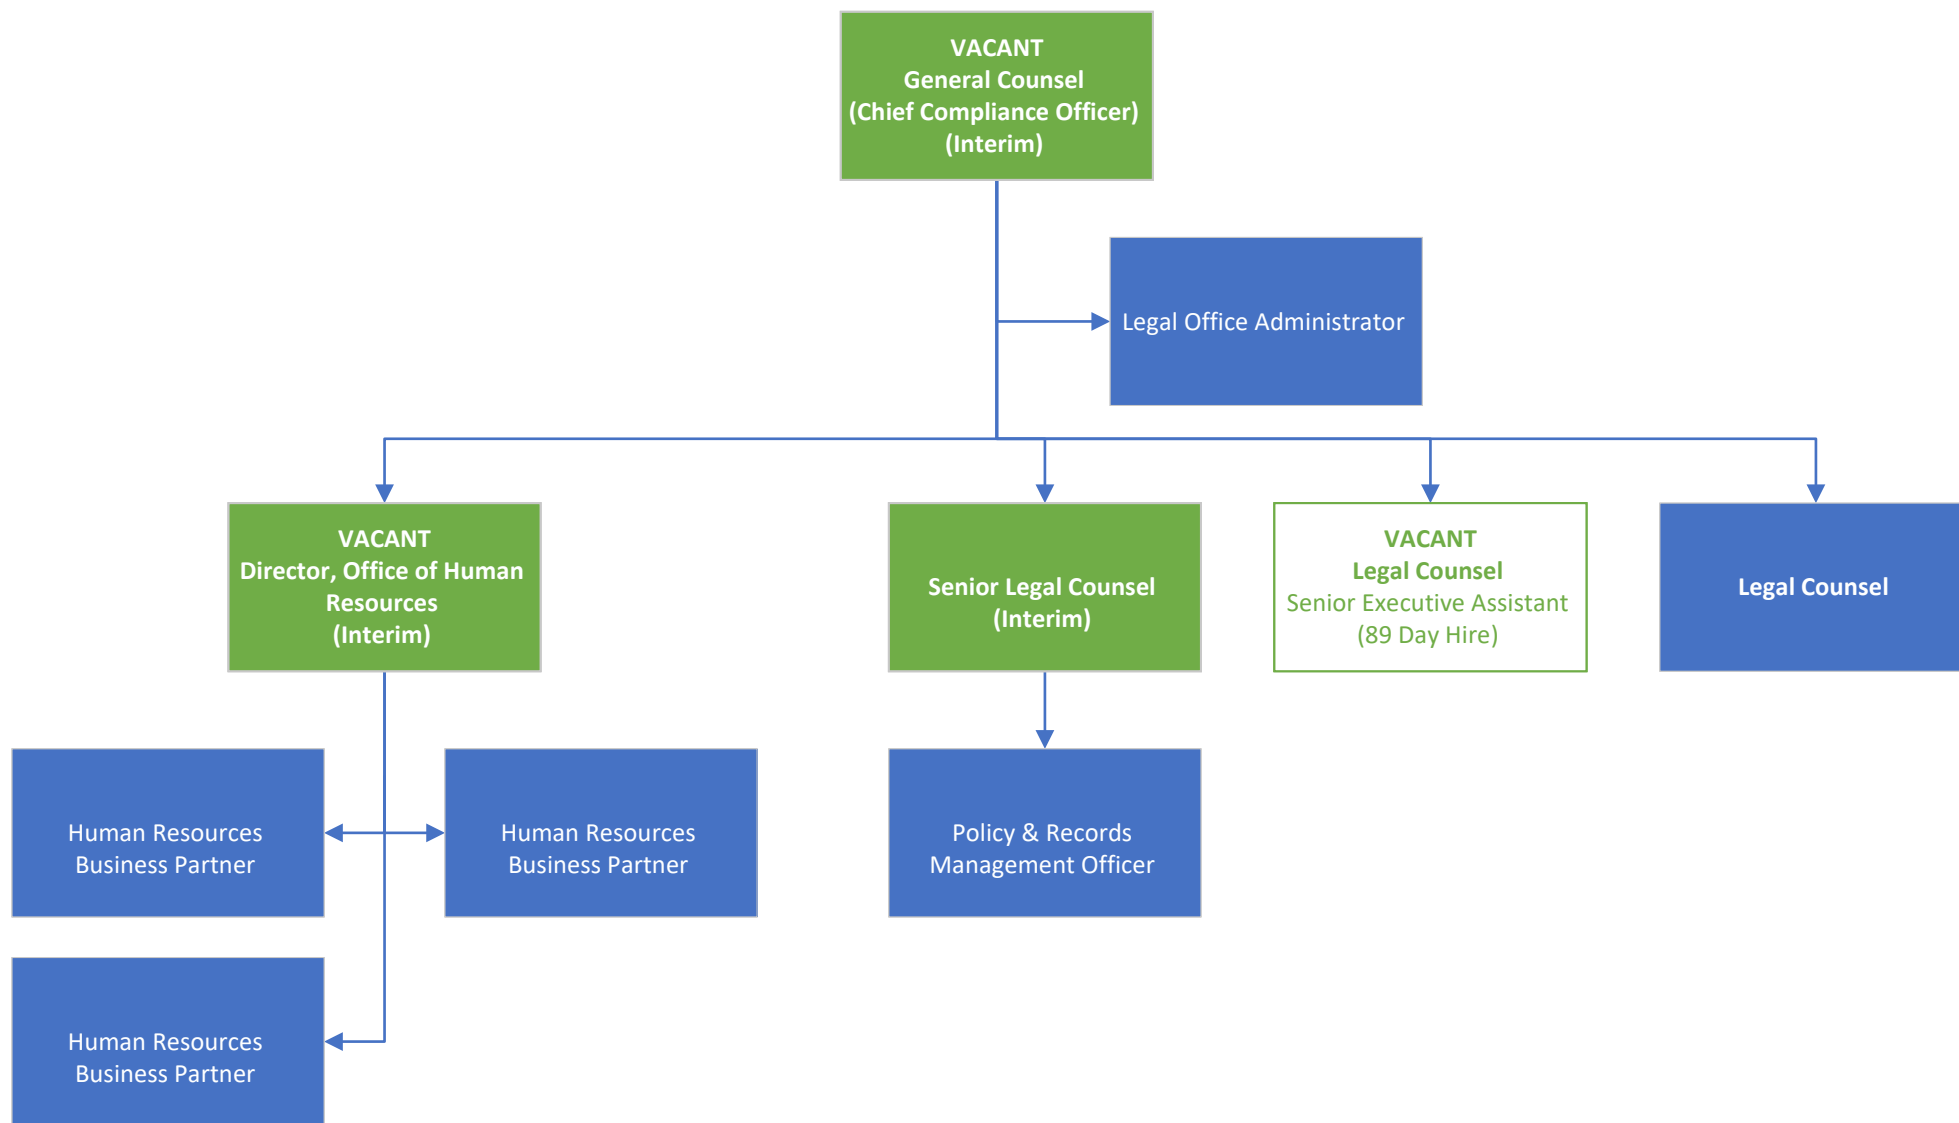 VACANT
General Counsel
(Chief Compliance Officer)
(Interim)
Legal Office Administrator
VACANT
Director, Office of Human
Resources
(Interim)
Senior Legal Counsel
(Interim)
VACANT
Legal Counsel
Senior Executive Assistant
(89 Day Hire)
Legal Counsel
Human Resources
Business Partner
Human Resources
Business Partner
Policy & Records
Management Officer
Human Resources
Business Partner